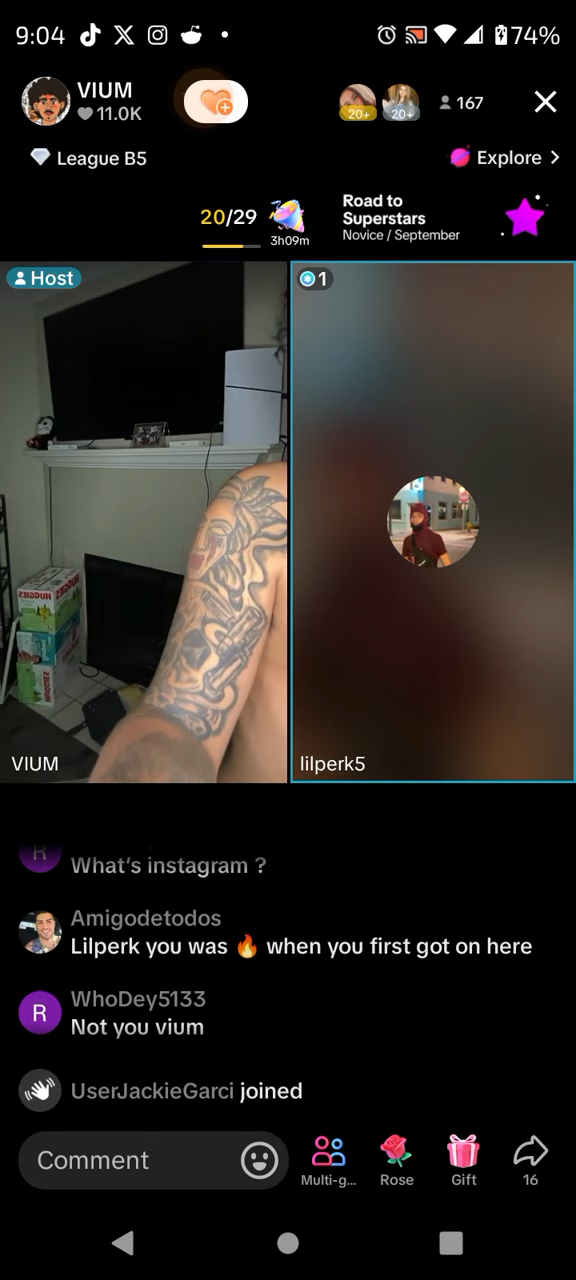 9:04
74%
VIUM
11.0K
20+
20+
167
League B5
Explore
20/29
3h09m
Road to
Superstars
Novice / September
Host
1
HUGGIES
HUGGIES
VIUM
lilperk5
R
What's instagram ?
Amigodetodos
Lilperk you was 🔥 when you first got on here
R
WhoDey5133
Not you vium
UserJackieGarci joined
Comment
Multi-g...
Rose
Gift
16